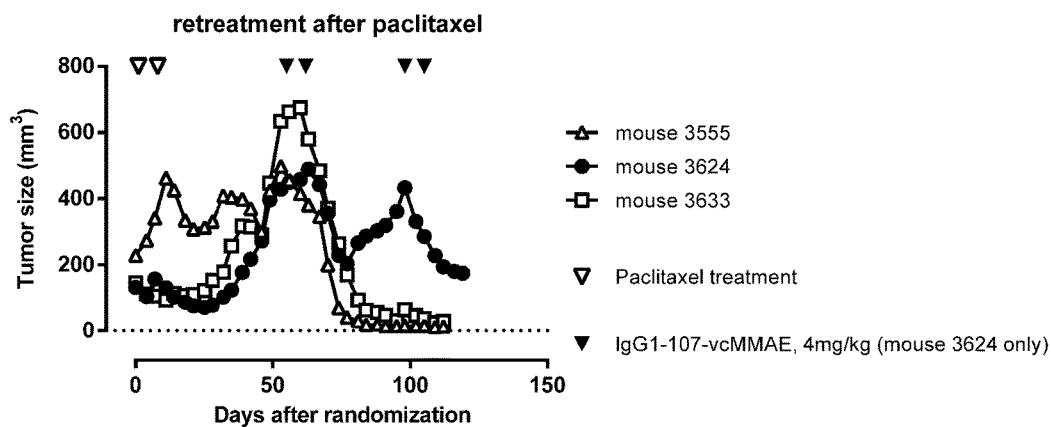 retreatment after paclitaxel
800
600
400
200
0
Tumor size (mm³)
0
50
100
150
Days after randomization
mouse 3555
mouse 3624
mouse 3633
Paclitaxel treatment
IgG1-107-vcMMAE, 4mg/kg (mouse 3624 only)